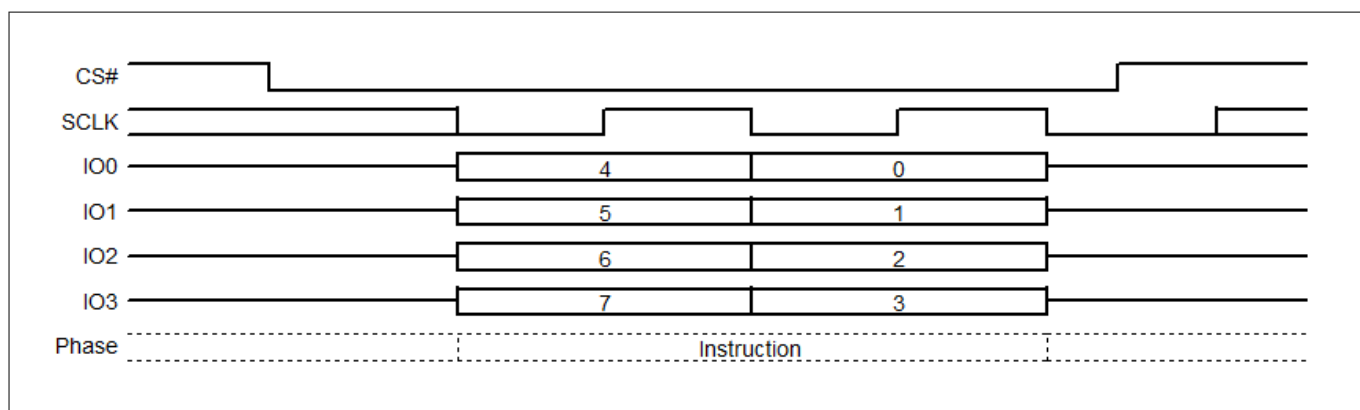 CS#
SCLK
IO0 4 0
IO1 5 1
IO2 6 2
IO3 7 3
Phase Instruction